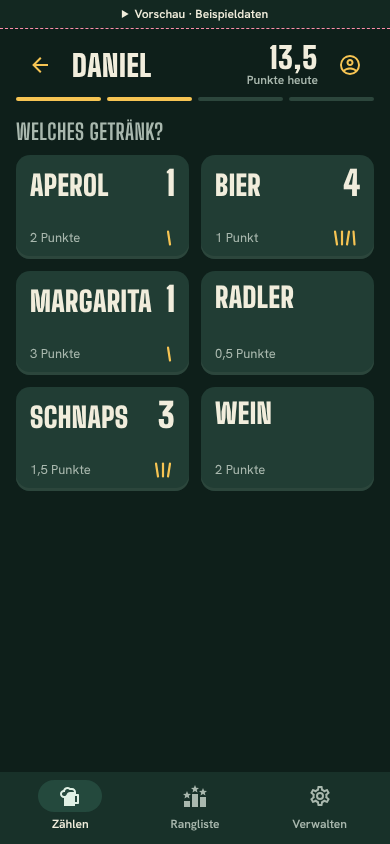 Vorschau · Beispieldaten
DANIEL
13,5
Punkte heute
WELCHES GETRÄNK?
APEROL 1
2 Punkte
BIER 4
1 Punkt
MARGARITA 1
3 Punkte
RADLER
0,5 Punkte
SCHNAPS 3
1,5 Punkte
WEIN
2 Punkte
Zählen
Rangliste
Verwalten